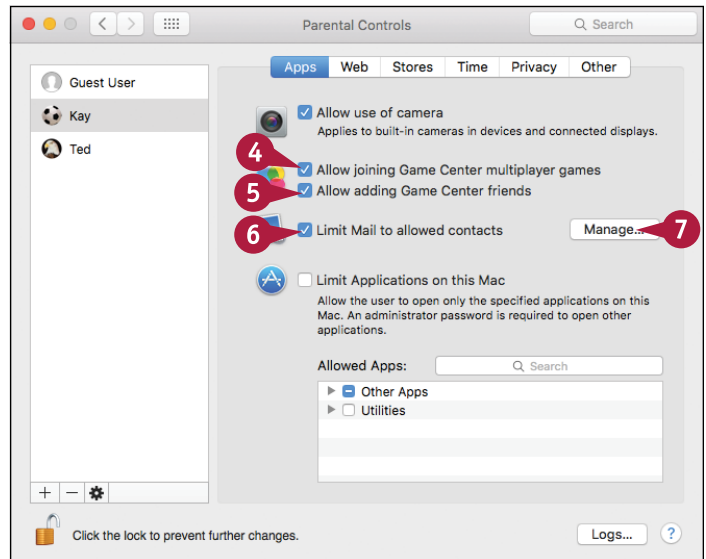 Parental Controls
Search
Apps Web Stores Time Privacy Other
Guest User
Kay
Ted
Allow use of camera
Applies to built-in cameras in devices and connected displays.
4
Allow joining Game Center multiplayer games
5
Allow adding Game Center friends
6
Limit Mail to allowed contacts
Manage...
7
Limit Applications on this Mac
Allow the user to open only the specified applications on this
Mac. An administrator password is required to open other
applications.
Allowed Apps:
Search
Other Apps
Utilities
Click the lock to prevent further changes.
Logs...
?